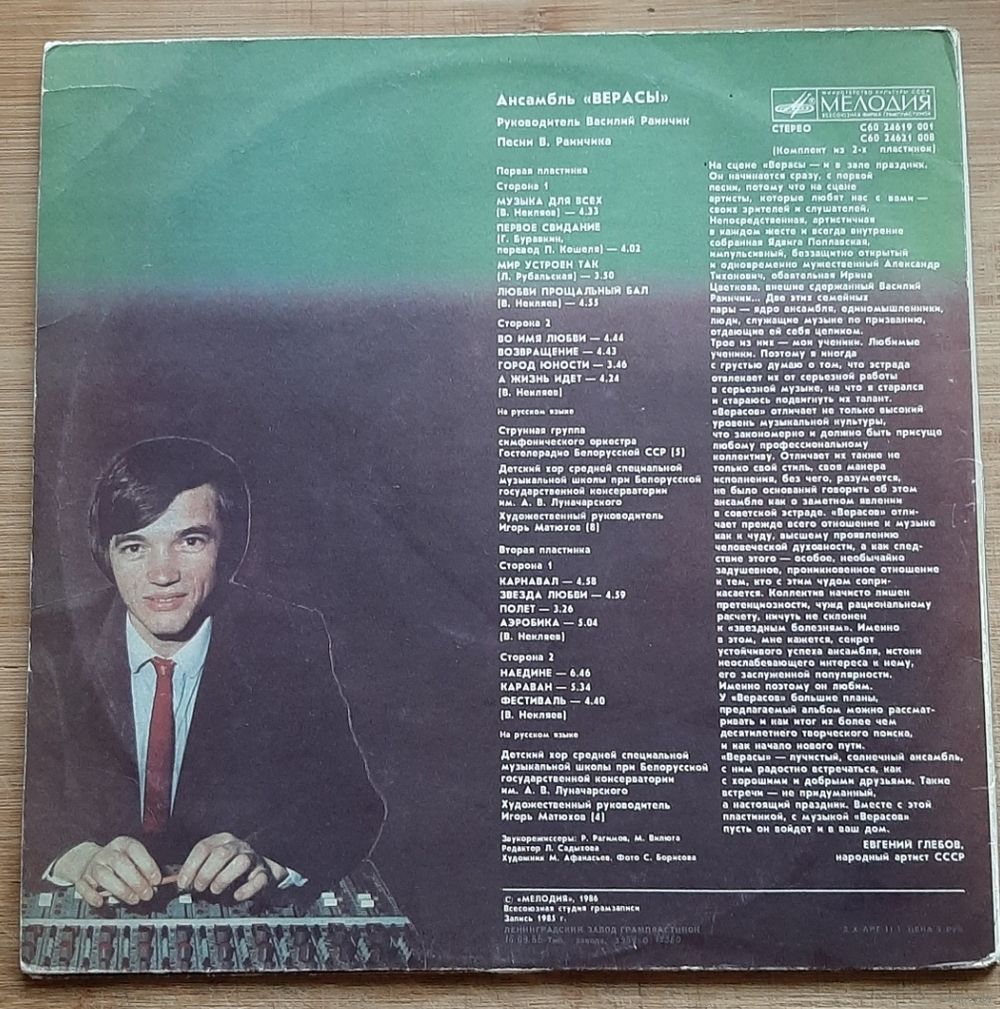 Ансамбль «ВЕРАСЫ»
Руководитель Василий Раинчик
Песни В. Раинчика
Первая пластинка
Сторона 1
МУЗЫКА ДЛЯ ВСЕХ
(В. Некляев) — 4.33
ПЕРВОЕ СВИДАНИЕ
(Г. Буравкин,
перевод П. Кошеля) — 4.02
МИР УСТРОЕН ТАК
(Л. Рубальская) — 3.50
ЛЮБВИ ПРОЩАЛЬНЫЙ БАЛ
(В. Некляев) — 4.55
Сторона 2
ВО ИМЯ ЛЮБВИ — 4.44
ВОЗВРАЩЕНИЕ — 4.43
ГОРОД ЮНОСТИ — 3.46
А ЖИЗНЬ ИДЕТ — 4.24
(В. Некляев)
На русском языке
Струнная группа
симфонического оркестра
Гостелерадио Белорусской ССР (5)
Детский хор средней специальной
музыкальной школы при Белорусской
государственной консерватории
им. А. В. Луначарского
Художественный руководитель
Игорь Матюхов (8)
Вторая пластинка
Сторона 1
КАРНАВАЛ — 4.58
ЗВЕЗДА ЛЮБВИ — 4.59
ПОЛЕТ — 3.26
АЭРОБИКА — 5.04
(В. Некляев)
Сторона 2
НАЕДИНЕ — 6.46
КАРАВАН — 5.34
ФЕСТИВАЛЬ — 4.40
(В. Некляев)
На русском языке
Детский хор средней специальной
музыкальной школы при Белорусской
государственной консерватории
им. А. В. Луначарского
Художественный руководитель
Игорь Матюхов (4)
Звукорежиссеры: Р. Рагимов, М. Вилюга
Редактор Л. Садыхова
Художник М. Афанасьев. Фото С. Борисова
МИНИСТЕРСТВО КУЛЬТУРЫ СССР
МЕЛОДИЯ
ВСЕСОЮЗНАЯ ФИРМА ГРАМПЛАСТИНОК
СТЕРЕО С60 24619 001
С60 24621 008
(Комплект из 2-х пластинок)
На сцене «Верасы — и в зале праздник.
Он начинается сразу, с первой
песни, потому что на сцене
артисты, которые любят нас с вами —
своих зрителей и слушателей.
Непосредственная, артистичная
в каждом жесте и всегда внутренне
собранная Ядвига Поплавская,
импульсивный, беззащитно открытый
и одновременно мужественный Александр
Тиханович, обаятельная Ирина
Цветкова, внешне сдержанный Василий
Раинчик... Две этих семейных
пары — ядро ансамбля, единомышленники,
люди, служащие музыке по призванию,
отдающие ей себя целиком.
Трое из них — мои ученики. Любимые
ученики. Поэтому я иногда
с грустью думаю о том, что эстрада
отвлекает их от серьезной работы
в серьезной музыке, на что я старался
и стараюсь подвигнуть их талант.
«Верасов» отличает не только высокий
уровень музыкальной культуры,
что закономерно и должно быть присуще
любому профессиональному
коллективу. Отличает их также не
только свой стиль, своя манера
исполнения, без чего, разумеется,
не было оснований говорить об этом
ансамбле как о заметном явлении
в советской эстраде. «Верасов» отли-
чает прежде всего отношение к музыке
как к чуду, высшему проявлению
человеческой духовности, а как след-
ствие этого — особое, необычайно
задушевное, проникновенное отношение
к тем, кто с этим чудом сопри-
касается. Коллектив начисто лишен
претенциозности, чужд рациональному
расчету, ничуть не склонен
к «звездным болезням». Именно
в этом, мне кажется, секрет
устойчивого успеха ансамбля, истоки
неослабевающего интереса к нему,
его заслуженной популярности.
Именно поэтому он любим.
У «Верасов» большие планы,
предлагаемый альбом можно рассмат-
ривать и как итог их более чем
десятилетнего творческого поиска,
и как начало нового пути.
«Верасы» — лучистый, солнечный ансамбль,
с ним радостно встречаться, как
с хорошими и добрыми друзьями. Такие
встречи — не придуманный,
а настоящий праздник. Вместе с этой
пластинкой, с музыкой «Верасов»
пусть он войдет и в ваш дом.
ЕВГЕНИЙ ГЛЕБОВ,
народный артист СССР
© «МЕЛОДИЯ», 1986
Всесоюзная студия грамзаписи
Запись 1985 г.
ЛЕНИНГРАДСКИЙ ЗАВОД ГРАМПЛАСТИНОК
Тип. завода.
ЦЕНА